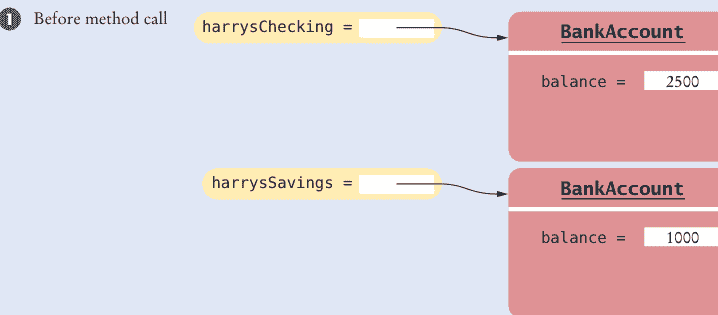 1 Before method call
harrysChecking =
BankAccount
balance = 2500
harrysSavings =
BankAccount
balance = 1000